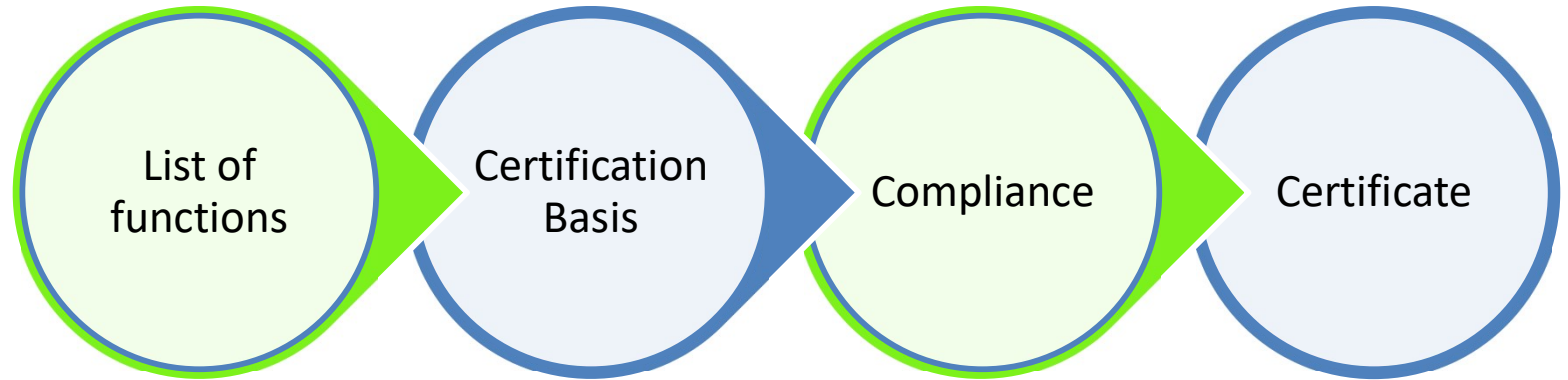 List of
functions
Certification
Basis
Compliance
Certificate